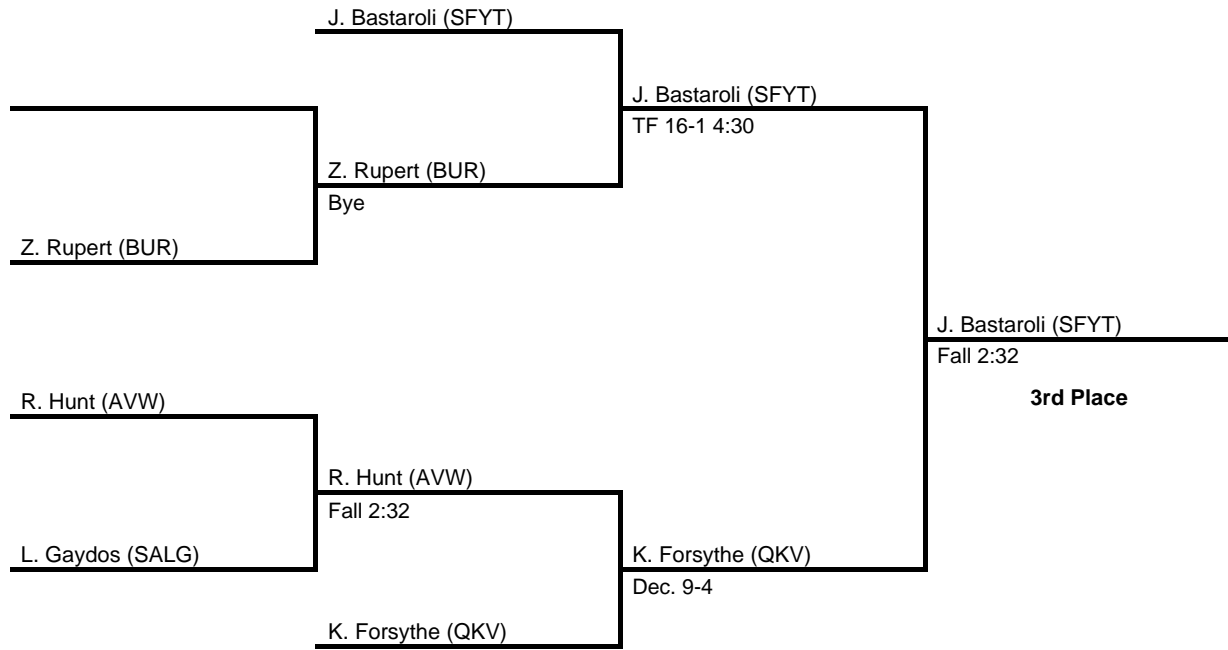 J. Bastaroli (SFYT)
J. Bastaroli (SFYT)
TF 16-1 4:30
Z. Rupert (BUR)
Bye
Z. Rupert (BUR)
J. Bastaroli (SFYT)
Fall 2:32
3rd Place
R. Hunt (AVW)
R. Hunt (AVW)
Fall 2:32
L. Gaydos (SALG)
K. Forsythe (QKV)
Dec. 9-4
K. Forsythe (QKV)